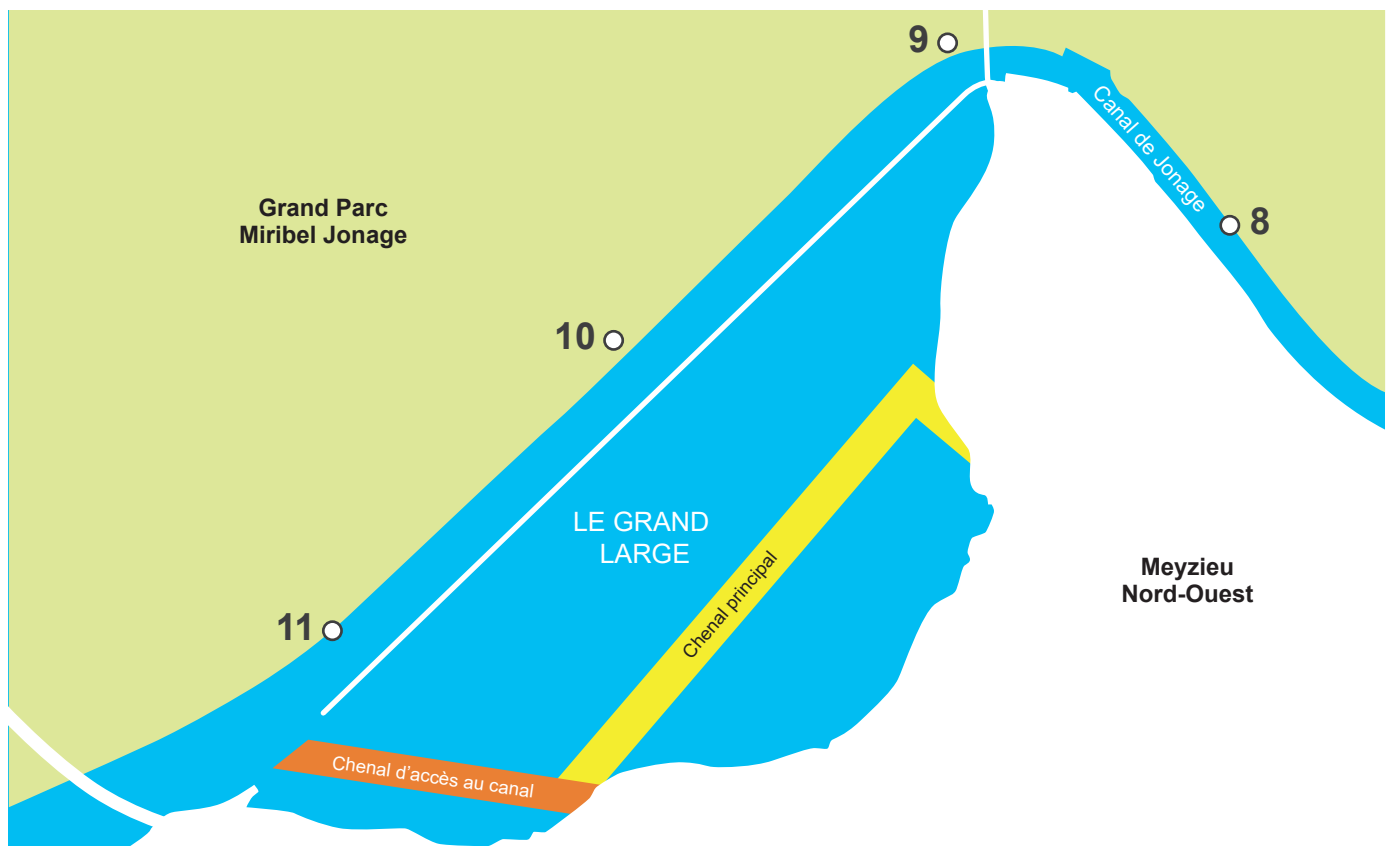 9
Canal de Jonage
8
Grand Parc
Miribel Jonage
10
LE GRAND
LARGE
Chenal principal
Meyzieu
Nord-Ouest
11
Chenal d'accès au canal